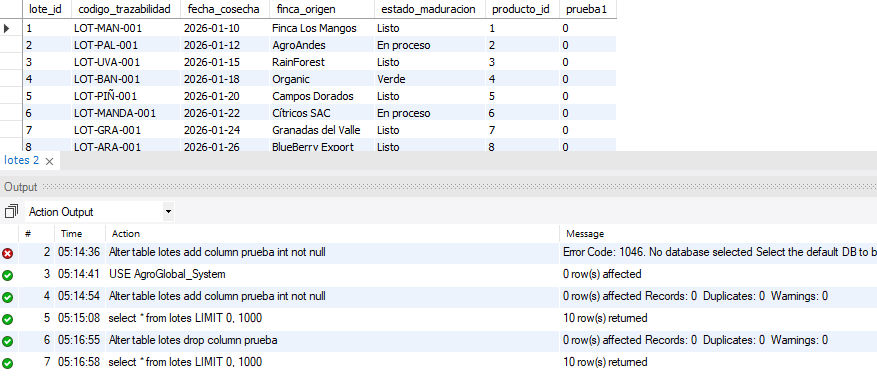 lote_id codigo_trazabilidad fecha_cosecha finca_origen estado_maduracion producto_id prueba1
1 LOT-MAN-001 2026-01-10 Finca Los Mangos Listo 1 0
2 LOT-PAL-001 2026-01-12 AgroAndes En proceso 2 0
3 LOT-UVA-001 2026-01-15 RainForest Listo 3 0
4 LOT-BAN-001 2026-01-18 Organic Verde 4 0
5 LOT-PIÑ-001 2026-01-20 Campos Dorados Listo 5 0
6 LOT-MANDA-001 2026-01-22 Cítricos SAC En proceso 6 0
7 LOT-GRA-001 2026-01-24 Granadas del Valle Listo 7 0
8 LOT-ARA-001 2026-01-26 BlueBerry Export Listo 8 0
lotes 2
Output
Action Output
# Time Action Message
2 05:14:36 Alter table lotes add column prueba int not null Error Code: 1046. No database selected Select the default DB to b
3 05:14:41 USE AgroGlobal_System 0 row(s) affected
4 05:14:54 Alter table lotes add column prueba int not null 0 row(s) affected Records: 0 Duplicates: 0 Warnings: 0
5 05:15:08 select * from lotes LIMIT 0, 1000 10 row(s) returned
6 05:16:55 Alter table lotes drop column prueba 0 row(s) affected Records: 0 Duplicates: 0 Warnings: 0
7 05:16:58 select * from lotes LIMIT 0, 1000 10 row(s) returned